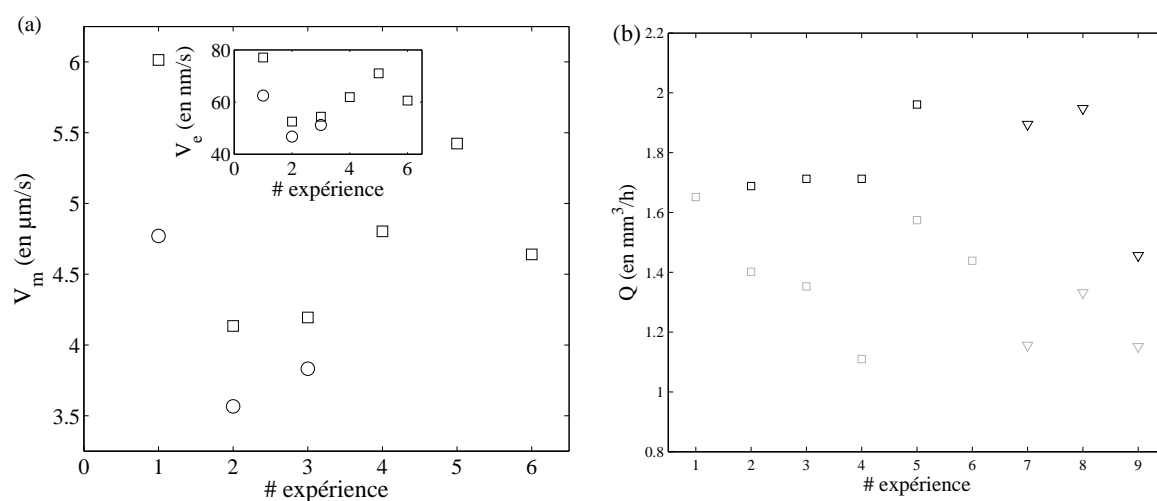 (a)
6
5.5
5
4.5
4
3.5
V_m (en µm/s)
0 1 2 3 4 5 6
# expérience
80
60
40
V_e (en nm/s)
0 2 4 6
# expérience
(b)
2.2
2
1.8
1.6
1.4
1.2
1
0.8
Q (en mm³/h)
1 2 3 4 5 6 7 8 9
# expérience